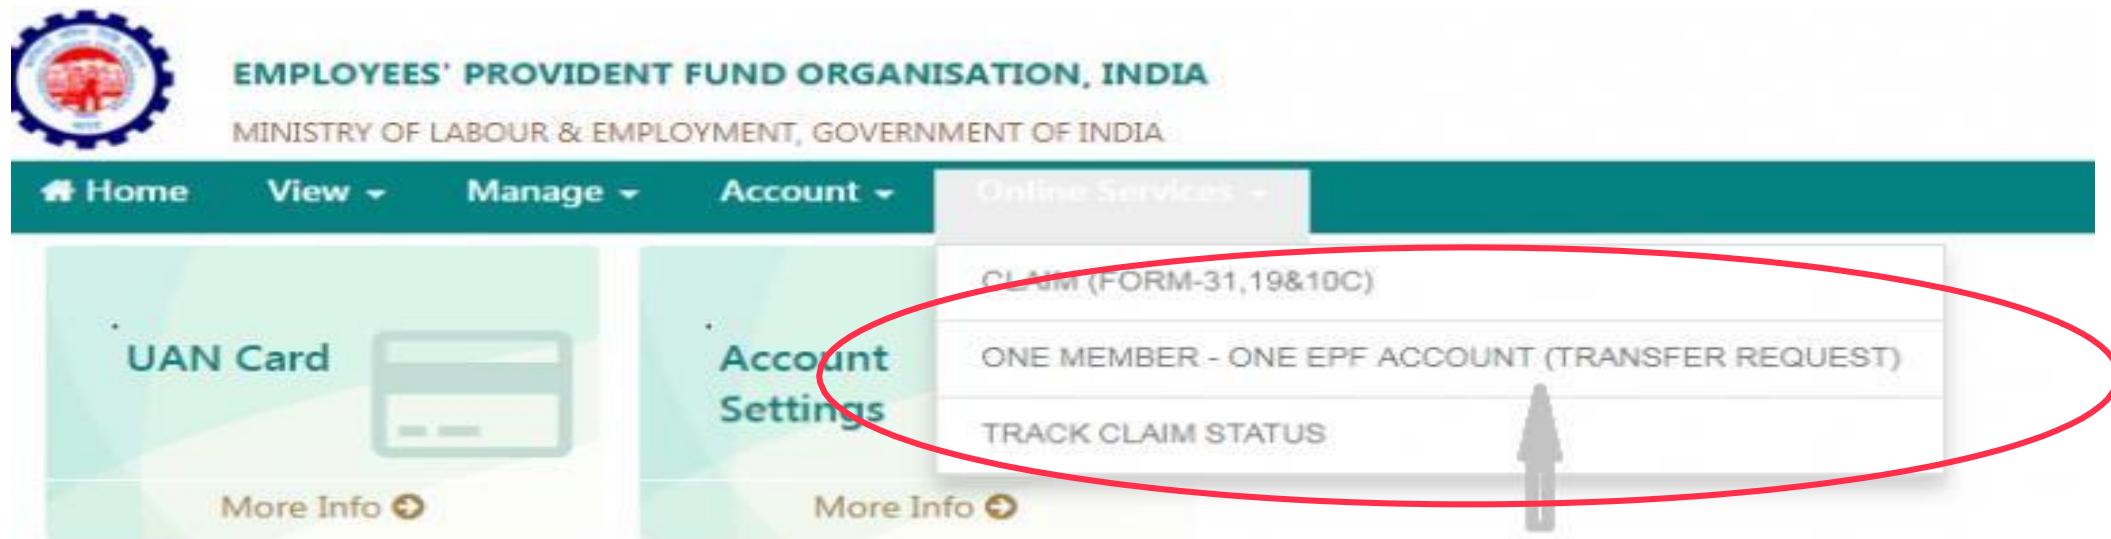 EMPLOYEES' PROVIDENT FUND ORGANISATION, INDIA
MINISTRY OF LABOUR & EMPLOYMENT, GOVERNMENT OF INDIA
Home View Manage Account Online Services
CLAIM (FORM-31,19&10C)
ONE MEMBER - ONE EPF ACCOUNT (TRANSFER REQUEST)
TRACK CLAIM STATUS
UAN Card
More Info
Account
Settings
More Info